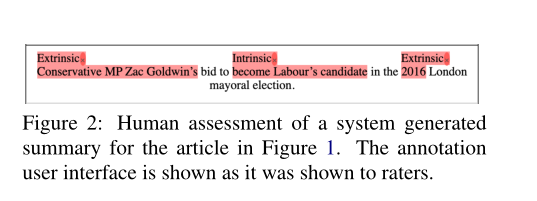 Extrinsic Intrinsic Extrinsic
Conservative MP Zac Goldwin's bid to become Labour's candidate in the 2016 London
mayoral election.
Figure 2: Human assessment of a system generated
summary for the article in Figure 1. The annotation
user interface is shown as it was shown to raters.